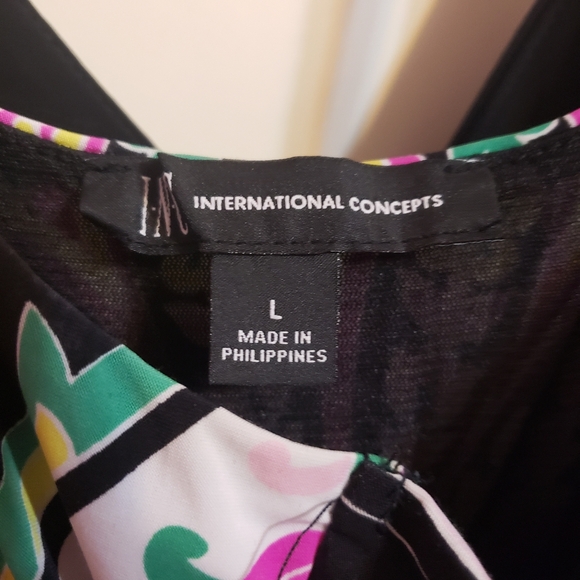 I·N·C INTERNATIONAL CONCEPTS
L
MADE IN
PHILIPPINES